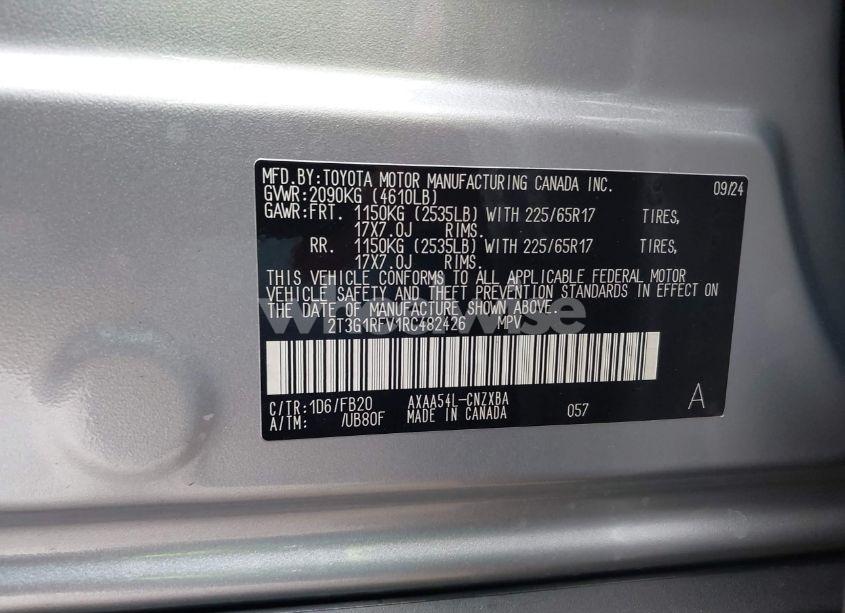 MFD.BY:TOYOTA MOTOR MANUFACTURING CANADA INC. 09/24
GVWR:2090KG (4610LB)
GAWR:FRT. 1150KG (2535LB) WITH 225/65R17 TIRES,
17X7.0J RIMS.
RR. 1150KG (2535LB) WITH 225/65R17 TIRES,
17X7.0J RIMS.
THIS VEHICLE CONFORMS TO ALL APPLICABLE FEDERAL MOTOR
VEHICLE SAFETY AND THEFT PREVENTION STANDARDS IN EFFECT ON
THE DATE OF MANUFACTURE SHOWN ABOVE.
2T3G1RFV1RC482426 MPV
wheelwise
C/TR:1D6/FB20 AXAA54L-CNZXBA
A/TM: /UB80F MADE IN CANADA 057 A